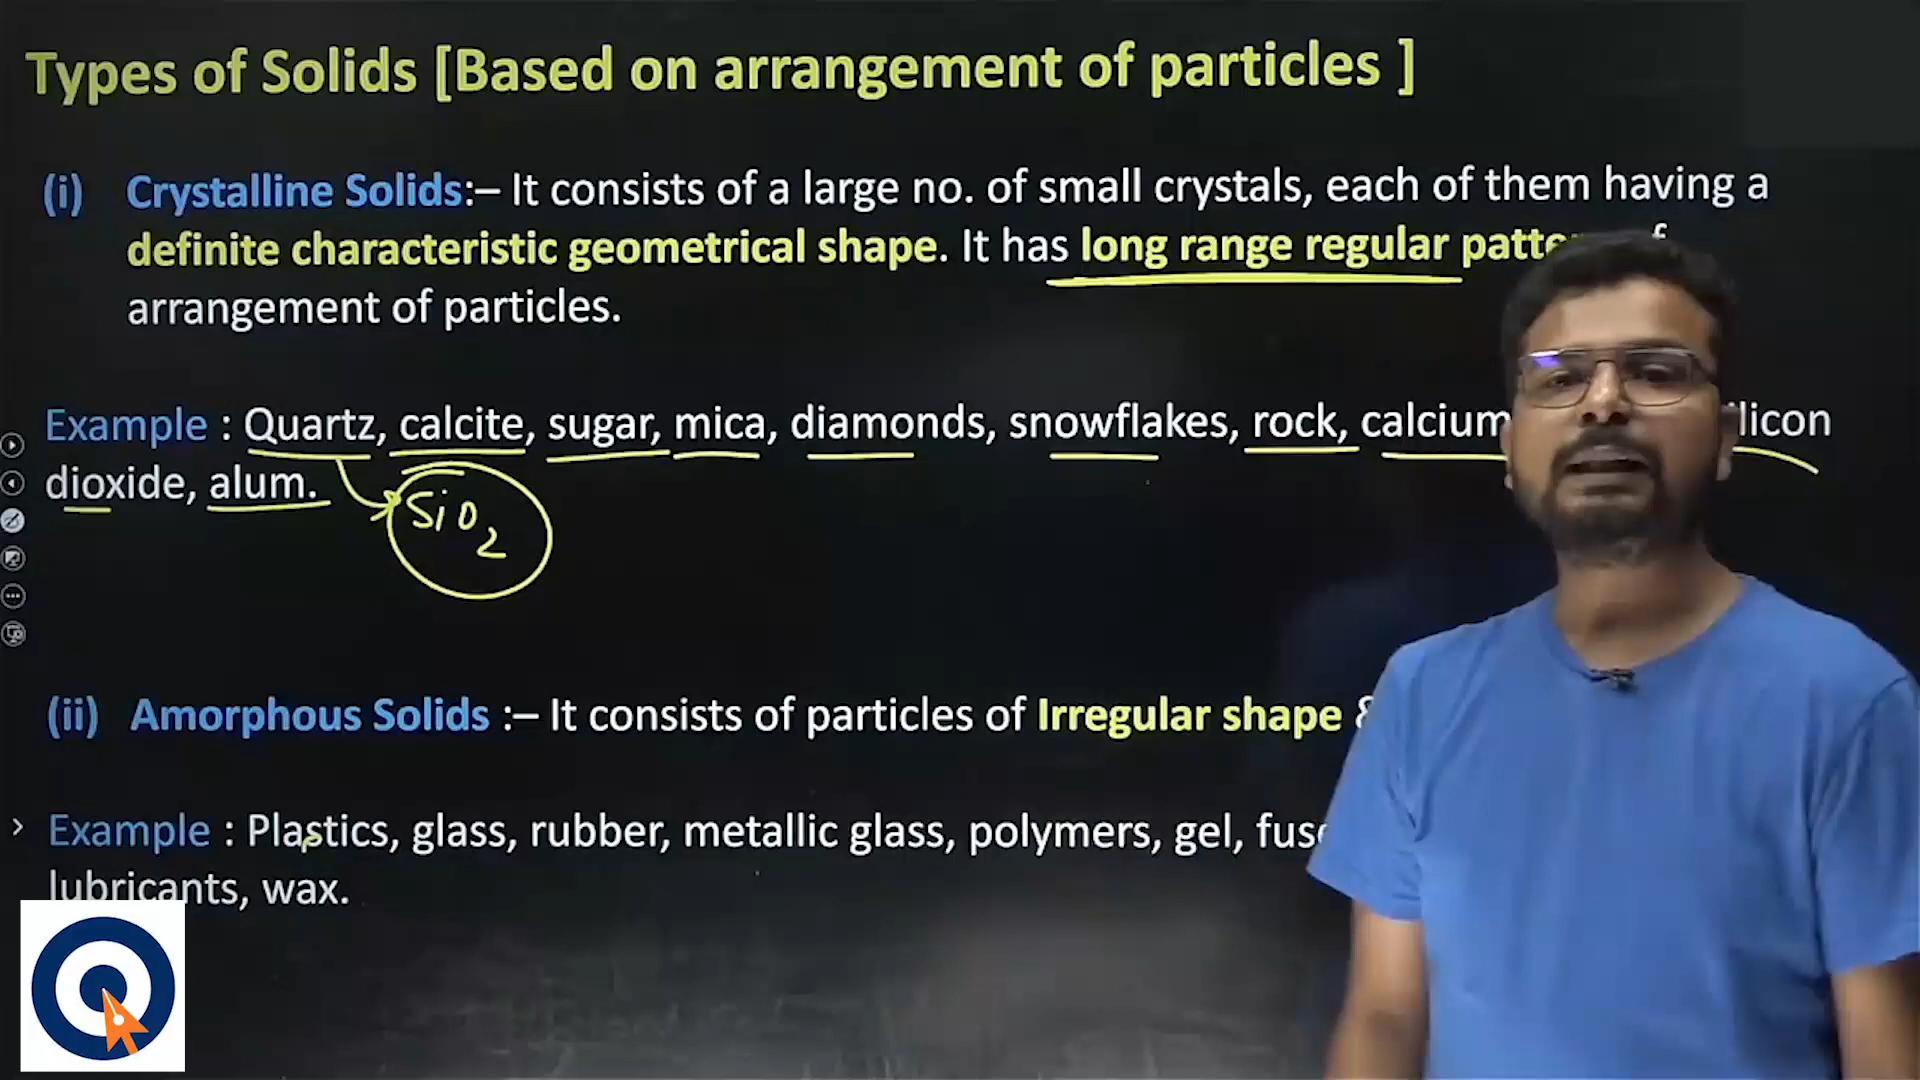 Types of Solids [Based on arrangement of particles ]
(i) Crystalline Solids:– It consists of a large no. of small crystals, each of them having a
definite characteristic geometrical shape. It has long range regular
arrangement of particles.
Example : Quartz, calcite, sugar, mica, diamonds, snowflakes, rock, calcium
dioxide, alum.
SiO2
(ii) Amorphous Solids :– It consists of particles of Irregular shape
Example : Plastics, glass, rubber, metallic glass, polymers, gel,
lubricants, wax.